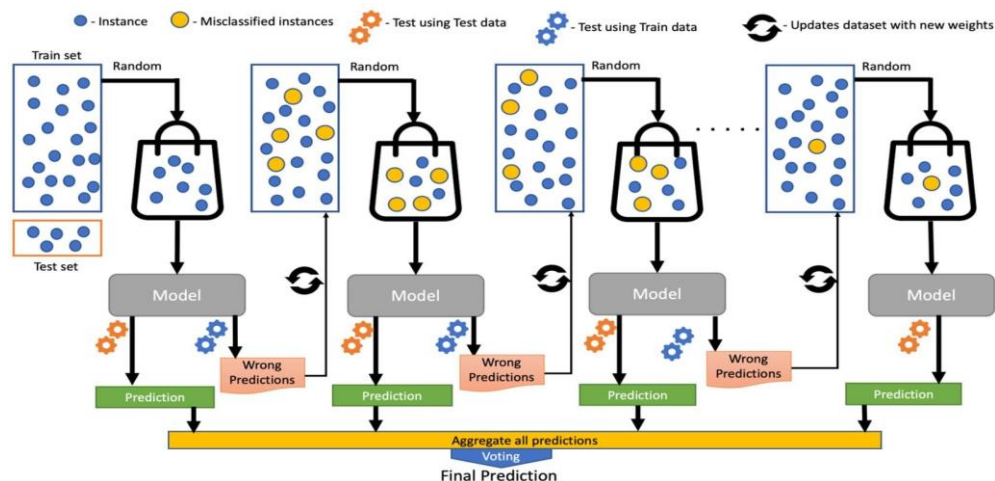 - Instance
- Misclassified instances
- Test using Test data
- Test using Train data
- Updates dataset with new weights
Train set
Random
Random
Random
Random
Test set
Model
Model
Model
Model
Wrong
Predictions
Wrong
Predictions
Wrong
Predictions
Prediction
Prediction
Prediction
Prediction
Aggregate all predictions
Voting
Final Prediction